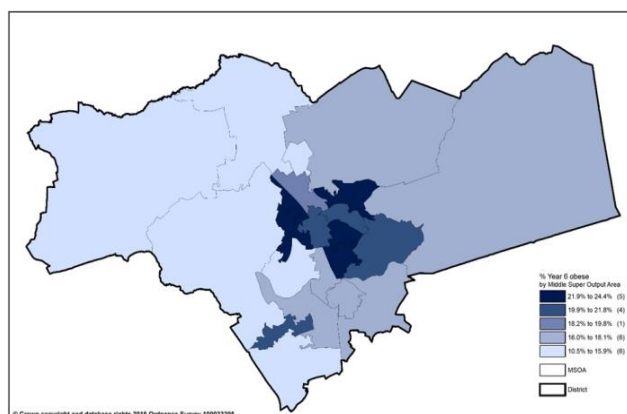 % Year 6 obese
by Middle Super Output Area
21.9% to 24.4% (5)
19.9% to 21.8% (4)
18.2% to 19.8% (1)
16.0% to 18.1% (6)
10.5% to 15.9% (6)
MSOA
District
© Crown copyright and database rights 2016 Ordnance Survey